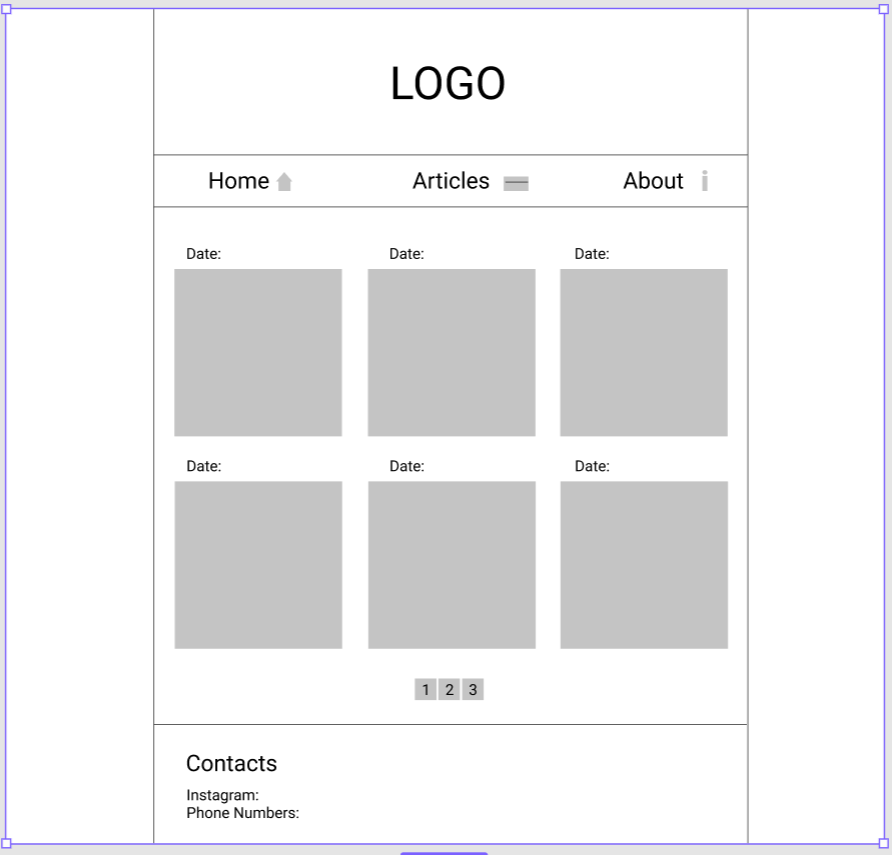 LOGO
Home Articles About
Date: Date: Date:
Date: Date: Date:
1 2 3
Contacts
Instagram:
Phone Numbers: